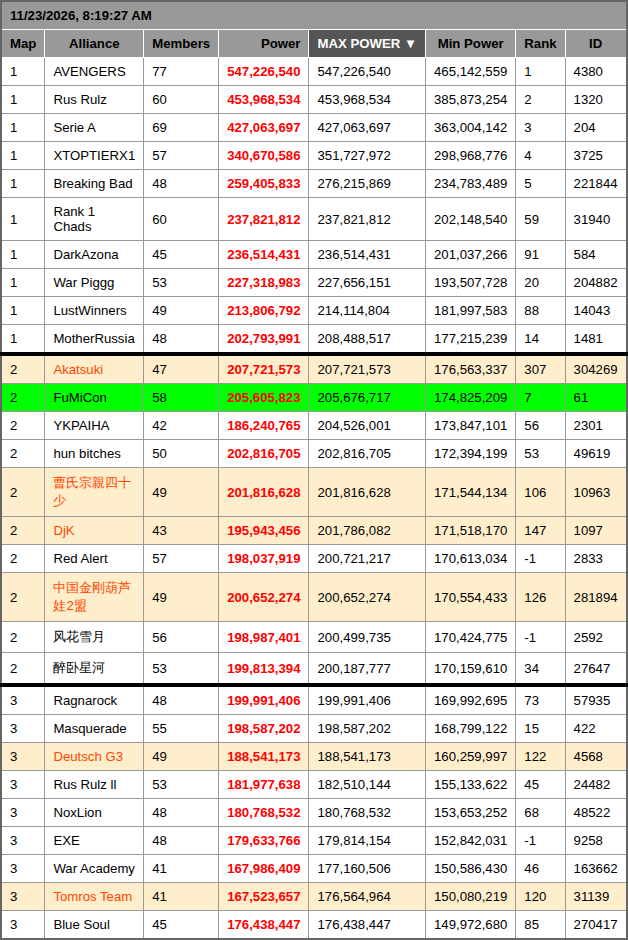 11/23/2026, 8:19:27 AM
Map Alliance Members Power MAX POWER ▼ Min Power Rank ID
1 AVENGERS 77 547,226,540 547,226,540 465,142,559 1 4380
1 Rus Rulz 60 453,968,534 453,968,534 385,873,254 2 1320
1 Serie A 69 427,063,697 427,063,697 363,004,142 3 204
1 XTOPTIERX1 57 340,670,586 351,727,972 298,968,776 4 3725
1 Breaking Bad 48 259,405,833 276,215,869 234,783,489 5 221844
1 Rank 1
Chads 60 237,821,812 237,821,812 202,148,540 59 31940
1 DarkAzona 45 236,514,431 236,514,431 201,037,266 91 584
1 War Piggg 53 227,318,983 227,656,151 193,507,728 20 204882
1 LustWinners 49 213,806,792 214,114,804 181,997,583 88 14043
1 MotherRussia 48 202,793,991 208,488,517 177,215,239 14 1481
2 Akatsuki 47 207,721,573 207,721,573 176,563,337 307 304269
2 FuMiCon 58 205,605,823 205,676,717 174,825,209 7 61
2 YKPAIHA 42 186,240,765 204,526,001 173,847,101 56 2301
2 hun bitches 50 202,816,705 202,816,705 172,394,199 53 49619
2 曹氏宗親四十
少 49 201,816,628 201,816,628 171,544,134 106 10963
2 DjK 43 195,943,456 201,786,082 171,518,170 147 1097
2 Red Alert 57 198,037,919 200,721,217 170,613,034 -1 2833
2 中国金刚葫芦
娃2盟 49 200,652,274 200,652,274 170,554,433 126 281894
2 风花雪月 56 198,987,401 200,499,735 170,424,775 -1 2592
2 醉卧星河 53 199,813,394 200,187,777 170,159,610 34 27647
3 Ragnarock 48 199,991,406 199,991,406 169,992,695 73 57935
3 Masquerade 55 198,587,202 198,587,202 168,799,122 15 422
3 Deutsch G3 49 188,541,173 188,541,173 160,259,997 122 4568
3 Rus Rulz ll 53 181,977,638 182,510,144 155,133,622 45 24482
3 NoxLion 48 180,768,532 180,768,532 153,653,252 68 48522
3 EXE 48 179,633,766 179,814,154 152,842,031 -1 9258
3 War Academy 41 167,986,409 177,160,506 150,586,430 46 163662
3 Tomros Team 41 167,523,657 176,564,964 150,080,219 120 31139
3 Blue Soul 45 176,438,447 176,438,447 149,972,680 85 270417